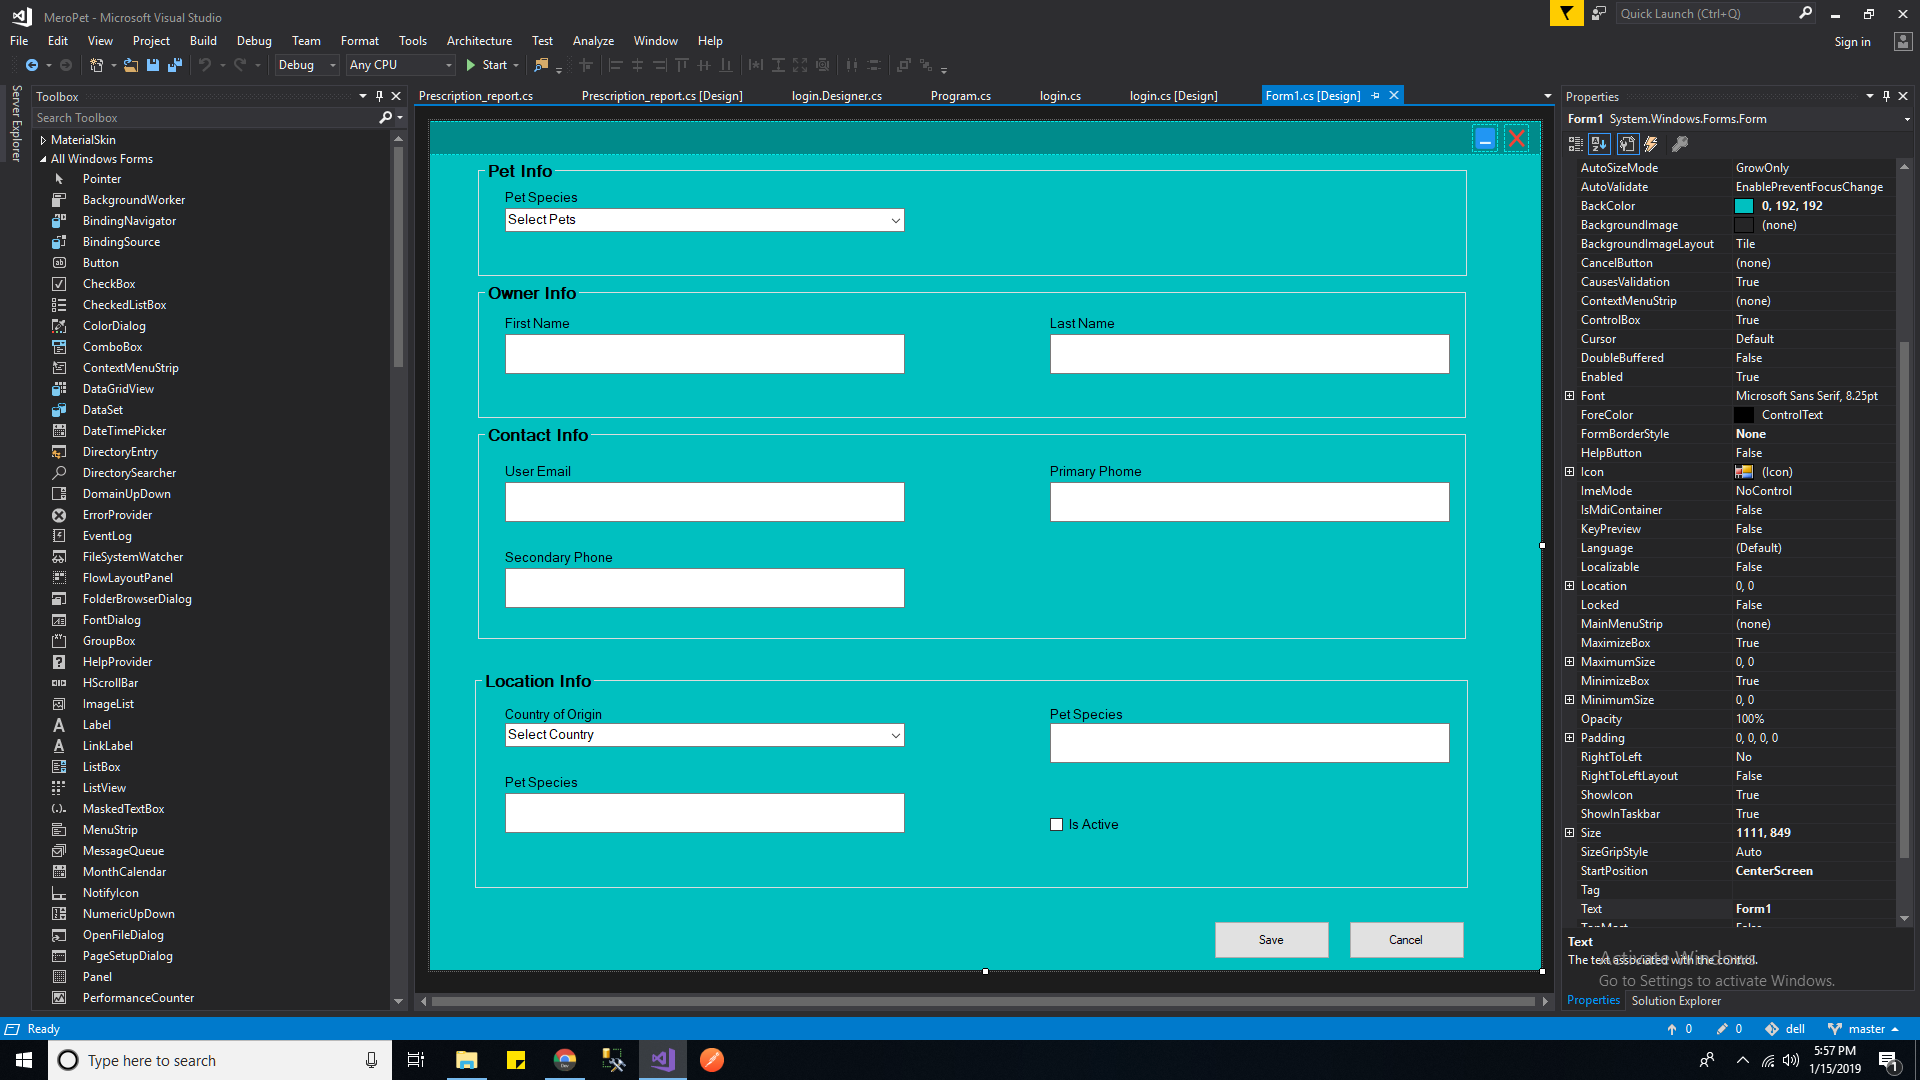 MeroPet - Microsoft Visual Studio
Quick Launch (Ctrl+Q)
File Edit View Project Build Debug Team Format Tools Architecture Test Analyze Window Help
Sign in
Debug Any CPU Start
Server Explorer
Toolbox
Search Toolbox
MaterialSkin
All Windows Forms
Pointer
BackgroundWorker
BindingNavigator
BindingSource
Button
CheckBox
CheckedListBox
ColorDialog
ComboBox
ContextMenuStrip
DataGridView
DataSet
DateTimePicker
DirectoryEntry
DirectorySearcher
DomainUpDown
ErrorProvider
EventLog
FileSystemWatcher
FlowLayoutPanel
FolderBrowserDialog
FontDialog
GroupBox
HelpProvider
HScrollBar
ImageList
Label
LinkLabel
ListBox
ListView
MaskedTextBox
MenuStrip
MessageQueue
MonthCalendar
NotifyIcon
NumericUpDown
OpenFileDialog
PageSetupDialog
Panel
PerformanceCounter
Prescription_report.cs Prescription_report.cs [Design] login.Designer.cs Program.cs login.cs login.cs [Design] Form1.cs [Design]
Pet Info
Pet Species
Select Pets
Owner Info
First Name Last Name
Contact Info
User Email Primary Phome
Secondary Phone
Location Info
Country of Origin Pet Species
Select Country
Pet Species
Is Active
Save Cancel
Properties
Form1 System.Windows.Forms.Form
AutoSizeMode GrowOnly
AutoValidate EnablePreventFocusChange
BackColor 0, 192, 192
BackgroundImage (none)
BackgroundImageLayout Tile
CancelButton (none)
CausesValidation True
ContextMenuStrip (none)
ControlBox True
Cursor Default
DoubleBuffered False
Enabled True
Font Microsoft Sans Serif, 8.25pt
ForeColor ControlText
FormBorderStyle None
HelpButton False
Icon (Icon)
ImeMode NoControl
IsMdiContainer False
KeyPreview False
Language (Default)
Localizable False
Location 0, 0
Locked False
MainMenuStrip (none)
MaximizeBox True
MaximumSize 0, 0
MinimizeBox True
MinimumSize 0, 0
Opacity 100%
Padding 0, 0, 0, 0
RightToLeft No
RightToLeftLayout False
ShowIcon True
ShowInTaskbar True
Size 1111, 849
SizeGripStyle Auto
StartPosition CenterScreen
Tag
Text Form1
TopMost False
Text
The text associated with the control.
Activate Windows
Go to Settings to activate Windows.
Properties Solution Explorer
Ready
0 0 dell master
Type here to search
5:57 PM
1/15/2019
1